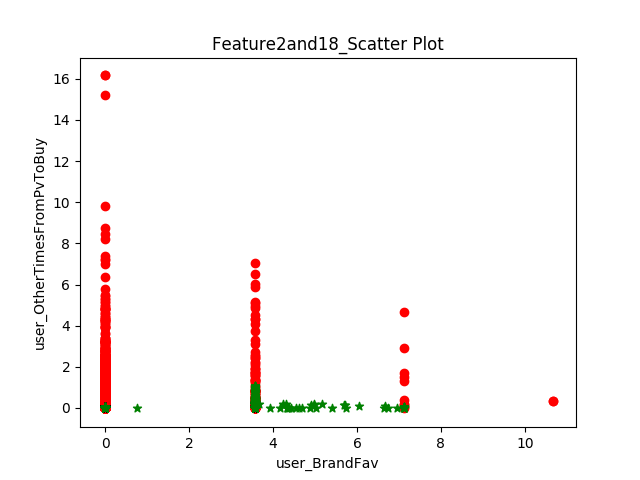 Feature2and18_Scatter Plot
user_OtherTimesFromPvToBuy
16
14
12
10
8
6
4
2
0
0 2 4 6 8 10
user_BrandFav